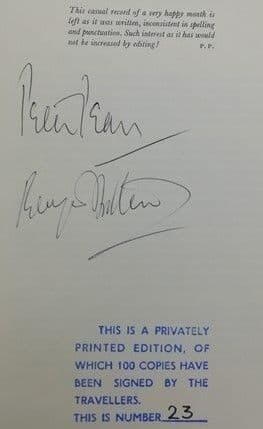 This casual record of a very happy month is
left as it was written, inconsistent in spelling
and punctuation. Such interest as it has would
not be increased by editing!
P. P.
Peter Pears
Benjamin Britten
THIS IS A PRIVATELY
PRINTED EDITION, OF
WHICH 100 COPIES HAVE
BEEN SIGNED BY THE
TRAVELLERS.
THIS IS NUMBER 23